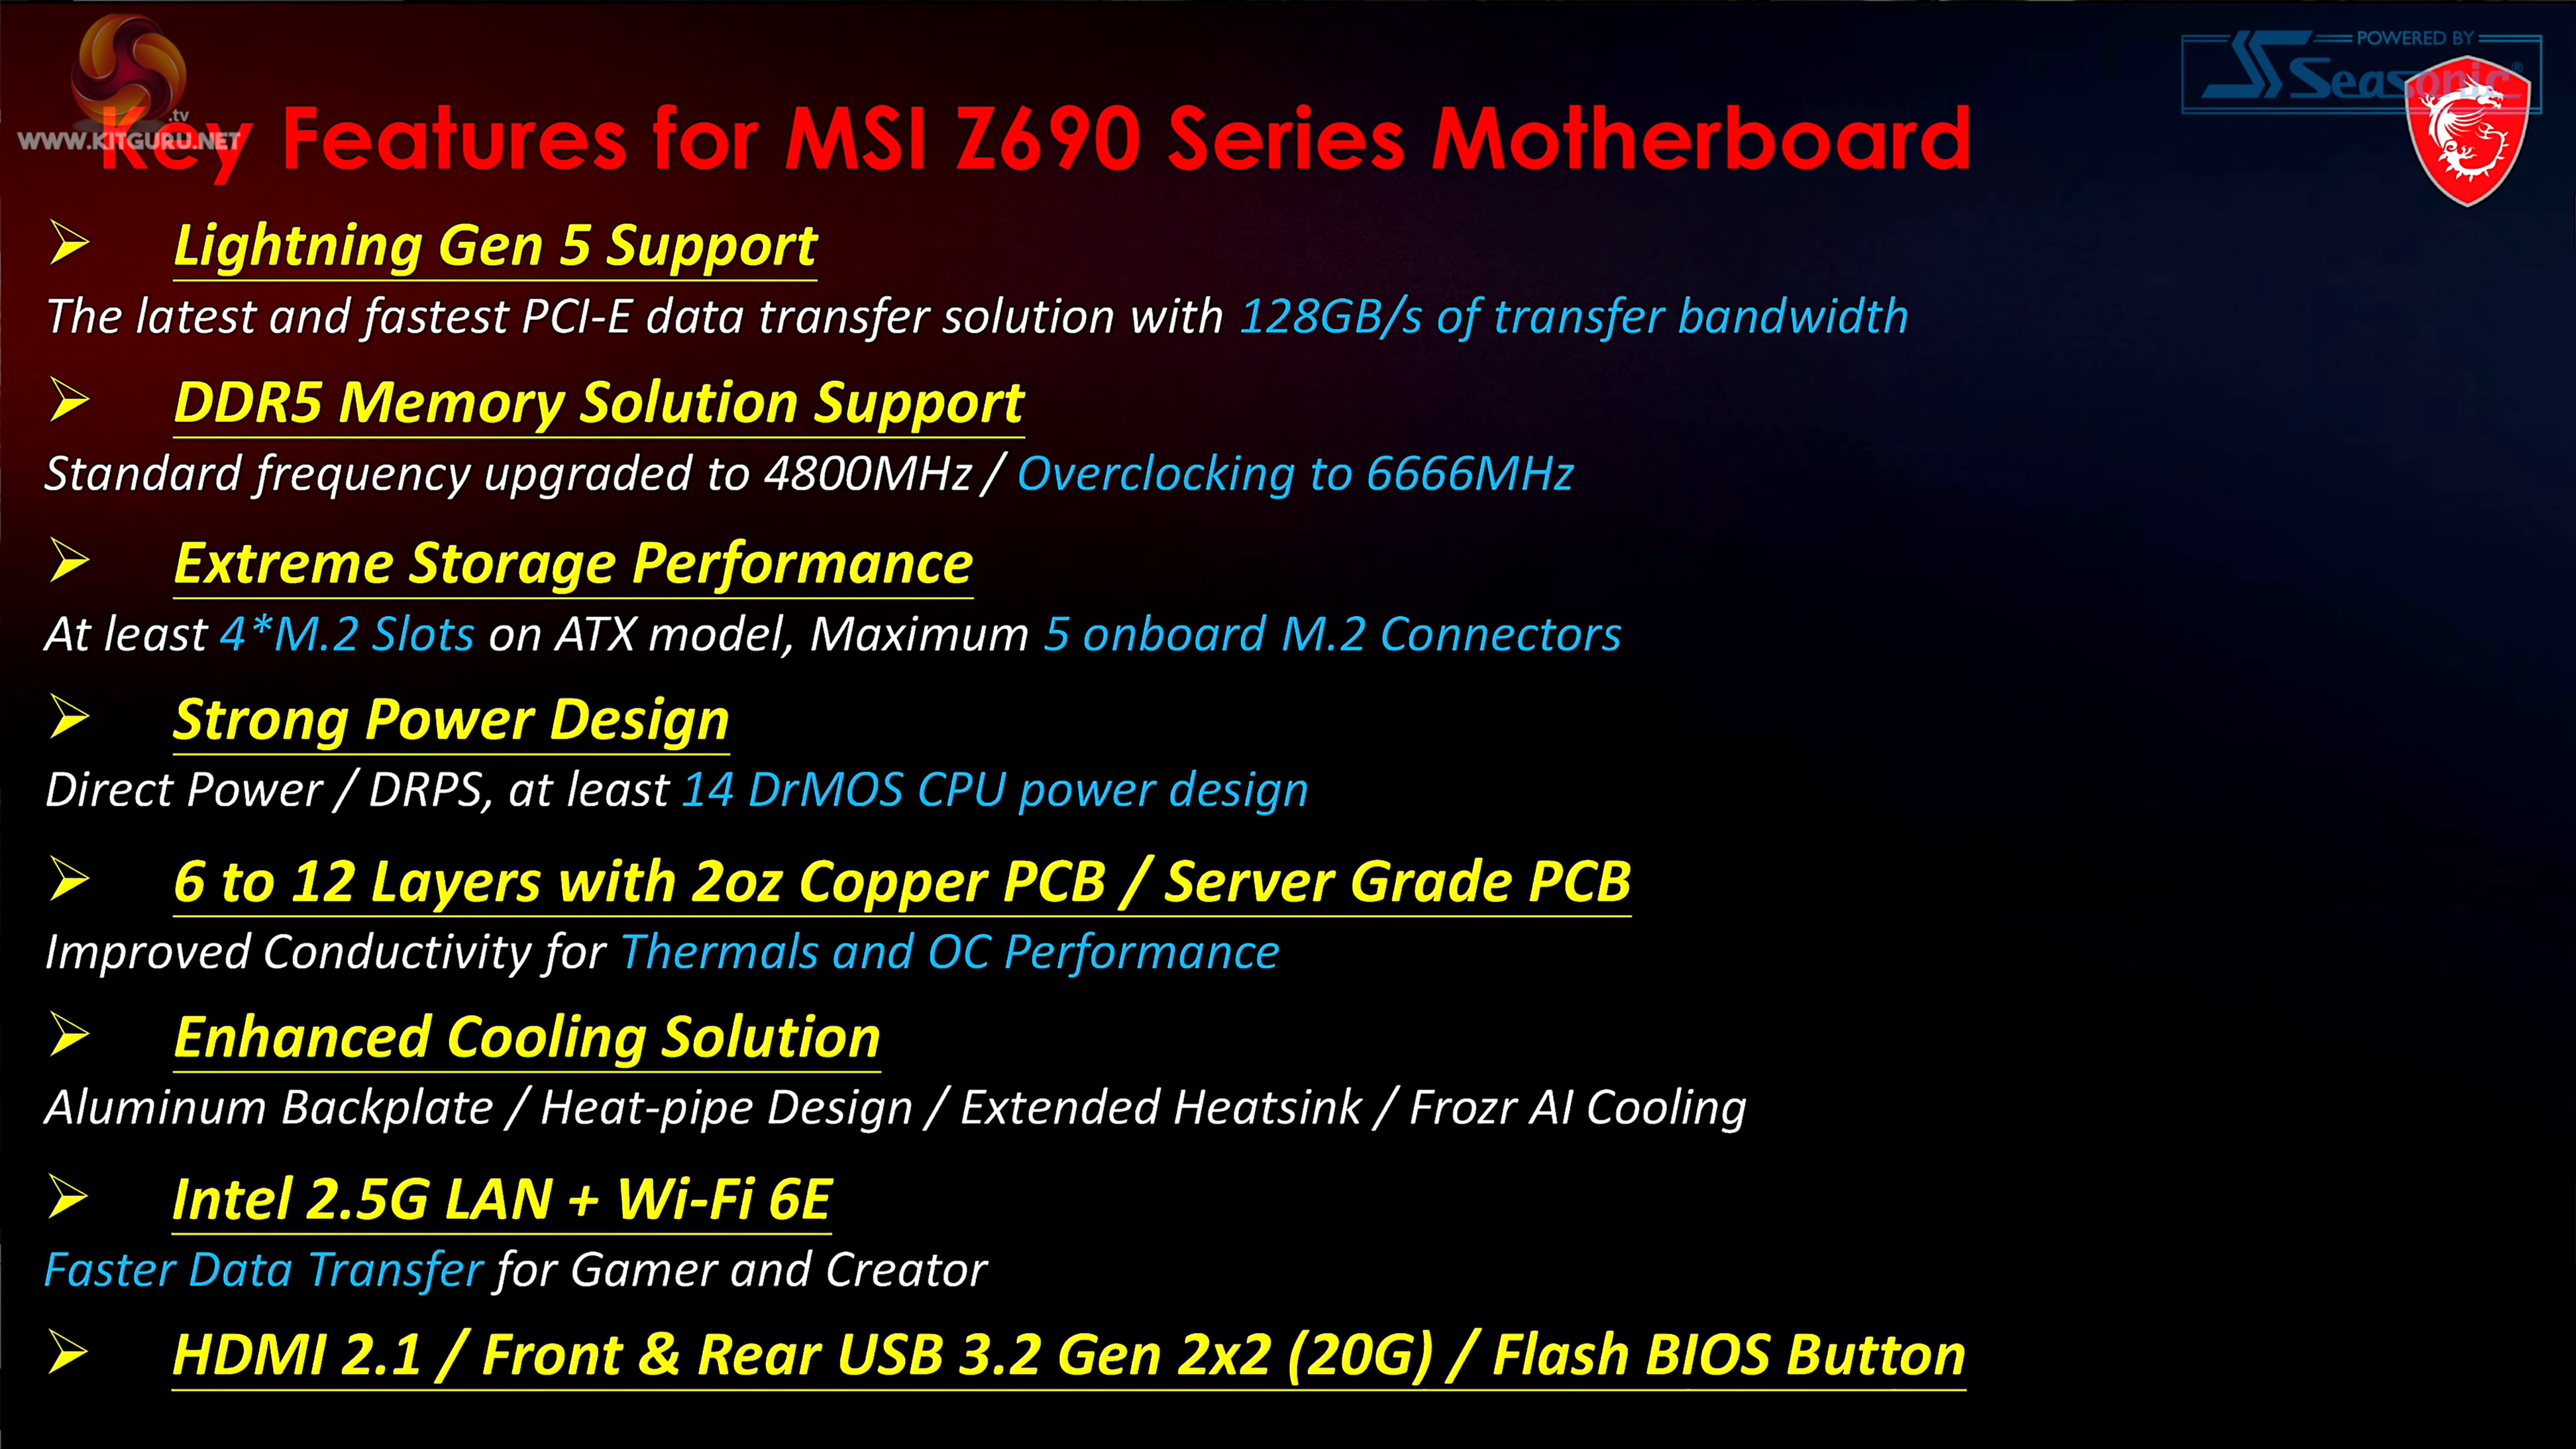 POWERED BY
Seasonic®
.tv
WWW.KITGURU.NET
Key Features for MSI Z690 Series Motherboard
Lightning Gen 5 Support
The latest and fastest PCI-E data transfer solution with 128GB/s of transfer bandwidth
DDR5 Memory Solution Support
Standard frequency upgraded to 4800MHz / Overclocking to 6666MHz
Extreme Storage Performance
At least 4*M.2 Slots on ATX model, Maximum 5 onboard M.2 Connectors
Strong Power Design
Direct Power / DRPS, at least 14 DrMOS CPU power design
6 to 12 Layers with 2oz Copper PCB / Server Grade PCB
Improved Conductivity for Thermals and OC Performance
Enhanced Cooling Solution
Aluminum Backplate / Heat-pipe Design / Extended Heatsink / Frozr AI Cooling
Intel 2.5G LAN + Wi-Fi 6E
Faster Data Transfer for Gamer and Creator
HDMI 2.1 / Front & Rear USB 3.2 Gen 2x2 (20G) / Flash BIOS Button